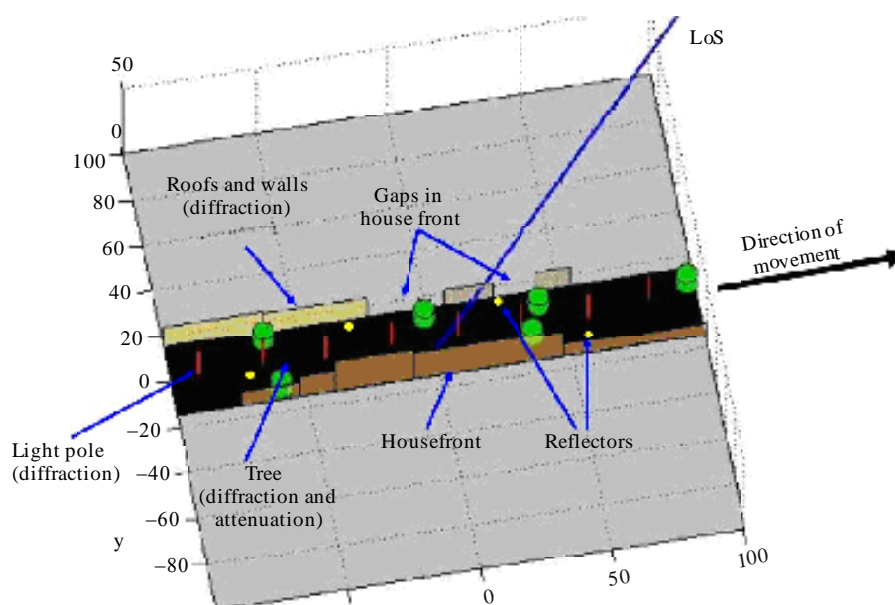 LoS
50
0
100
80
60
40
20
0
−20
−40
−60
−80
y
Roofs and walls
(diffraction)
Gaps in
house front
Direction of
movement
Light pole
(diffraction)
Tree
(diffraction and
attenuation)
Housefront
Reflectors
0
50
100